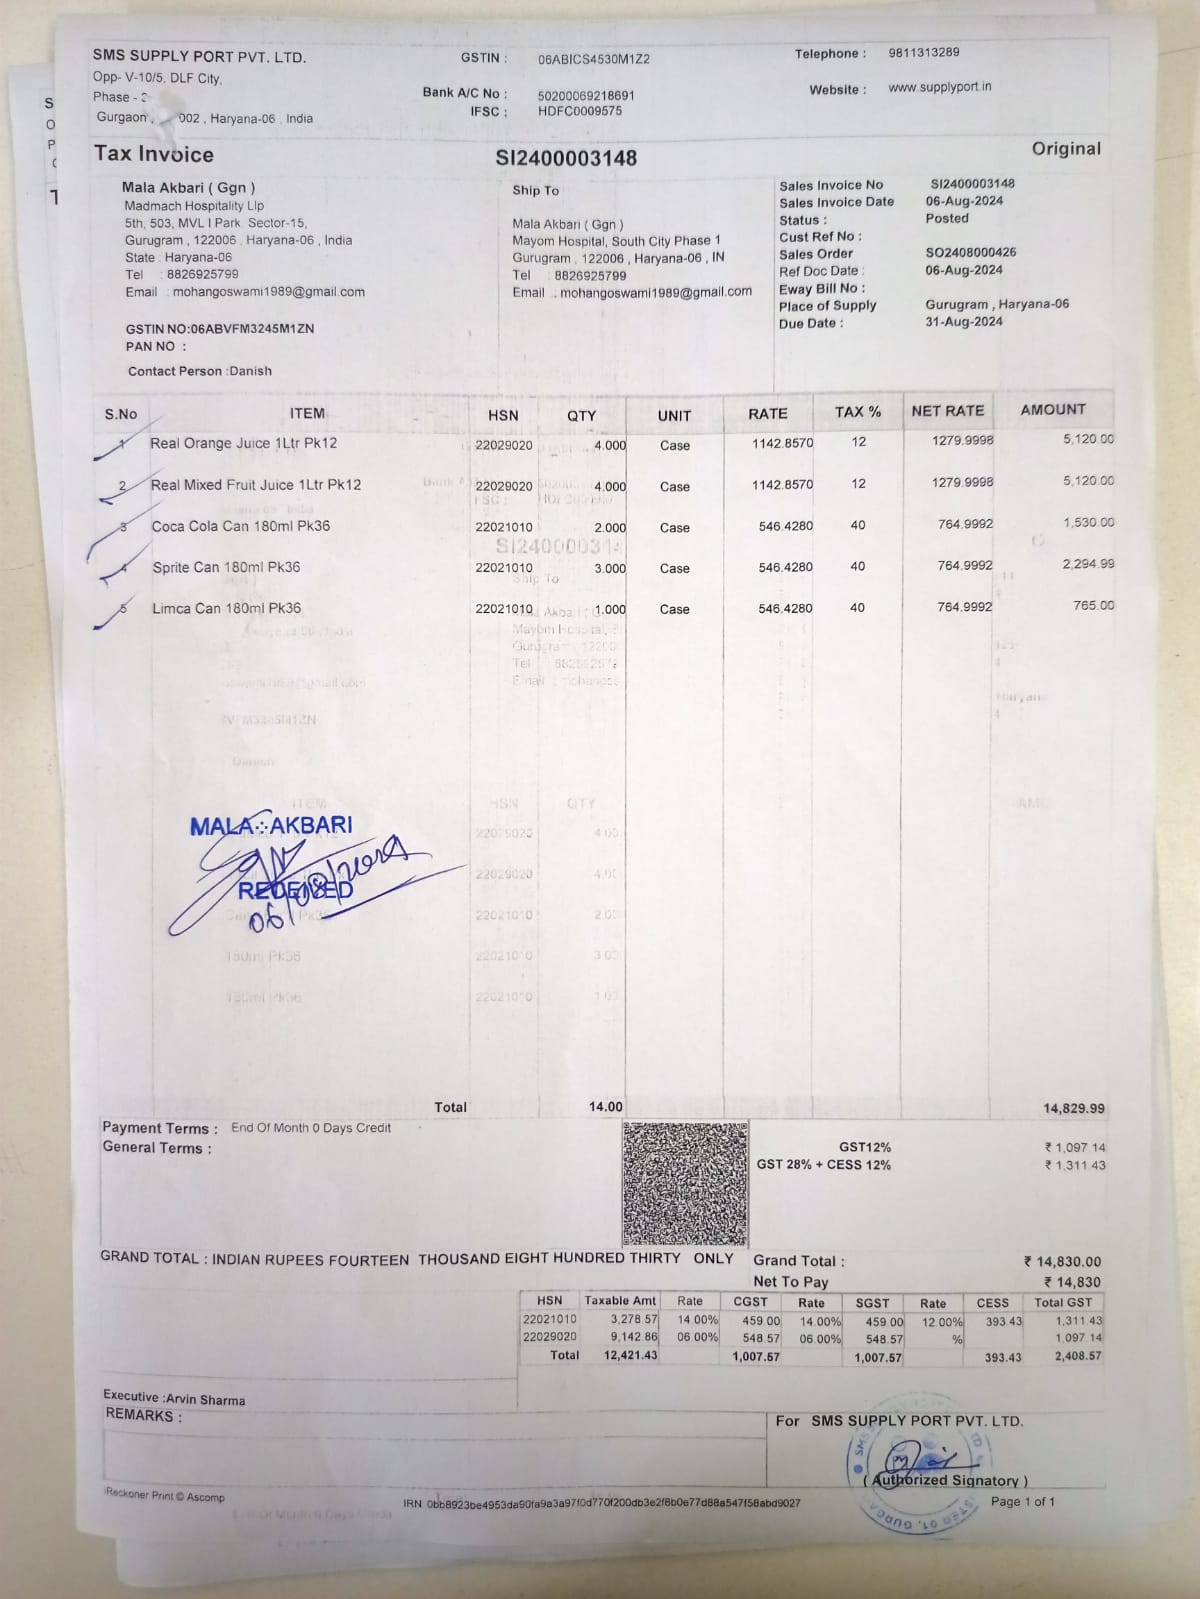 SMS SUPPLY PORT PVT. LTD.
Opp- V-10/5, DLF City,
Phase -
Gurgaon , 002 , Haryana-06 , India
GSTIN : 06ABICS4530M1Z2
Bank A/C No : 50200069218691
IFSC : HDFC0009575
Telephone : 9811313289
Website : www.supplyport.in
Tax Invoice SI2400003148 Original
Mala Akbari ( Ggn )
Madmach Hospitality Llp
5th, 503, MVL I Park Sector-15,
Gurugram , 122006 , Haryana-06 , India
State : Haryana-06
Tel : 8826925799
Email : mohangoswami1989@gmail.com
GSTIN NO:06ABVFM3245M1ZN
PAN NO :
Contact Person :Danish
Ship To
Mala Akbari ( Ggn )
Mayom Hospital, South City Phase 1
Gurugram , 122006 , Haryana-06 , IN
Tel : 8826925799
Email : mohangoswami1989@gmail.com
Sales Invoice No SI2400003148
Sales Invoice Date 06-Aug-2024
Status : Posted
Cust Ref No :
Sales Order SO2408000426
Ref Doc Date : 06-Aug-2024
Eway Bill No :
Place of Supply Gurugram , Haryana-06
Due Date : 31-Aug-2024
S.No ITEM HSN QTY UNIT RATE TAX % NET RATE AMOUNT
1 Real Orange Juice 1Ltr Pk12 22029020 4.000 Case 1142.8570 12 1279.9998 5,120.00
2 Real Mixed Fruit Juice 1Ltr Pk12 22029020 4.000 Case 1142.8570 12 1279.9998 5,120.00
3 Coca Cola Can 180ml Pk36 22021010 2.000 Case 546.4280 40 764.9992 1,530.00
4 Sprite Can 180ml Pk36 22021010 3.000 Case 546.4280 40 764.9992 2,294.99
5 Limca Can 180ml Pk36 22021010 1.000 Case 546.4280 40 764.9992 765.00
MALA AKBARI
RECEIVED
06/08/2024
Total 14.00 14,829.99
Payment Terms : End Of Month 0 Days Credit
General Terms :
GST12% ₹ 1,097.14
GST 28% + CESS 12% ₹ 1,311.43
GRAND TOTAL : INDIAN RUPEES FOURTEEN THOUSAND EIGHT HUNDRED THIRTY ONLY
Grand Total : ₹ 14,830.00
Net To Pay ₹ 14,830
HSN Taxable Amt Rate CGST Rate SGST Rate CESS Total GST
22021010 3,278.57 14.00% 459.00 14.00% 459.00 12.00% 393.43 1,311.43
22029020 9,142.86 06.00% 548.57 06.00% 548.57 % 1,097.14
Total 12,421.43 1,007.57 1,007.57 393.43 2,408.57
Executive :Arvin Sharma
REMARKS :
For SMS SUPPLY PORT PVT. LTD.
( Authorized Signatory )
Reckoner Print © Ascomp
IRN 0bb8923be4953da90fa9a3a97f0d770f200db3e2f8b0e77d88a547f58abd9027
Page 1 of 1